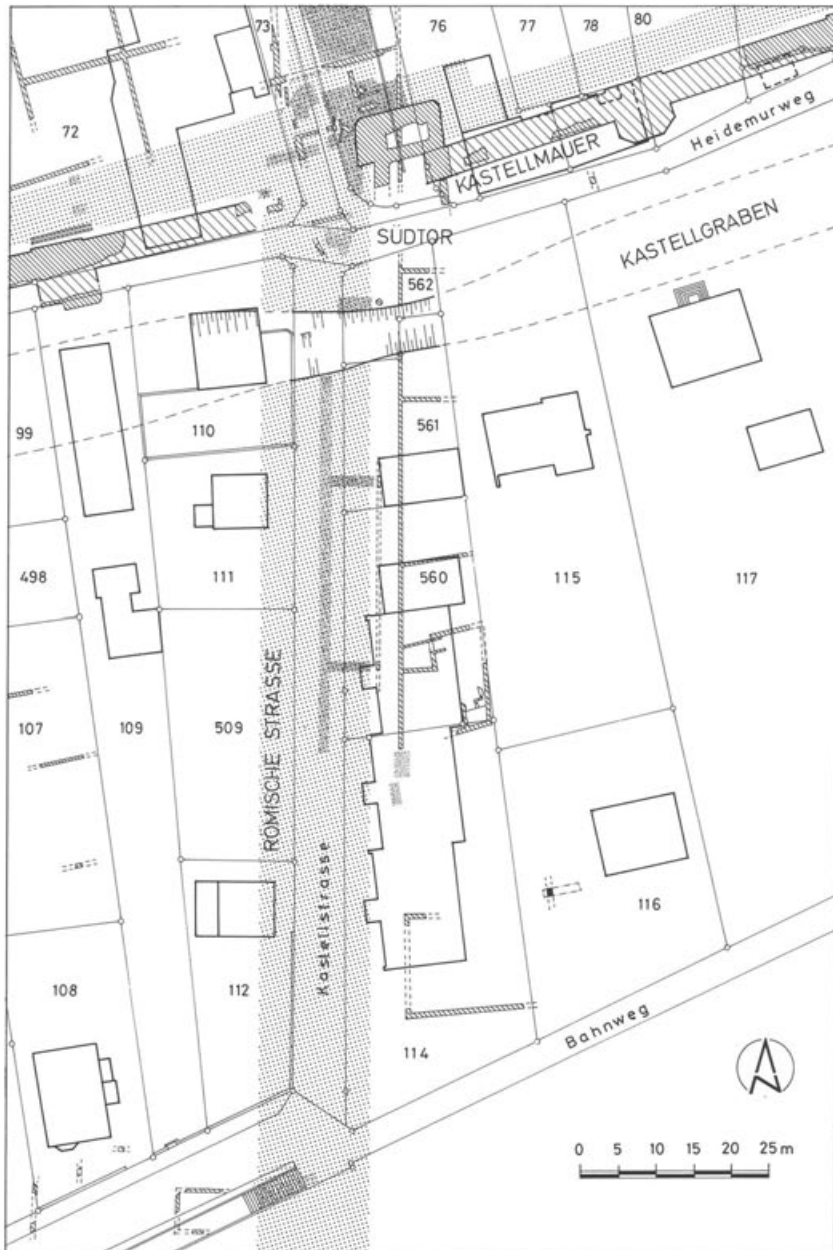 73
76
77
78
80
72
Heidemurweg
KASTELLMAUER
SÜDTOR
KASTELLGRABEN
562
99
110
561
498
111
560
115
117
107
109
509
RÖMISCHE STRASSE
Kastellstrasse
116
108
112
114
Bahnweg
N
0 5 10 15 20 25 m